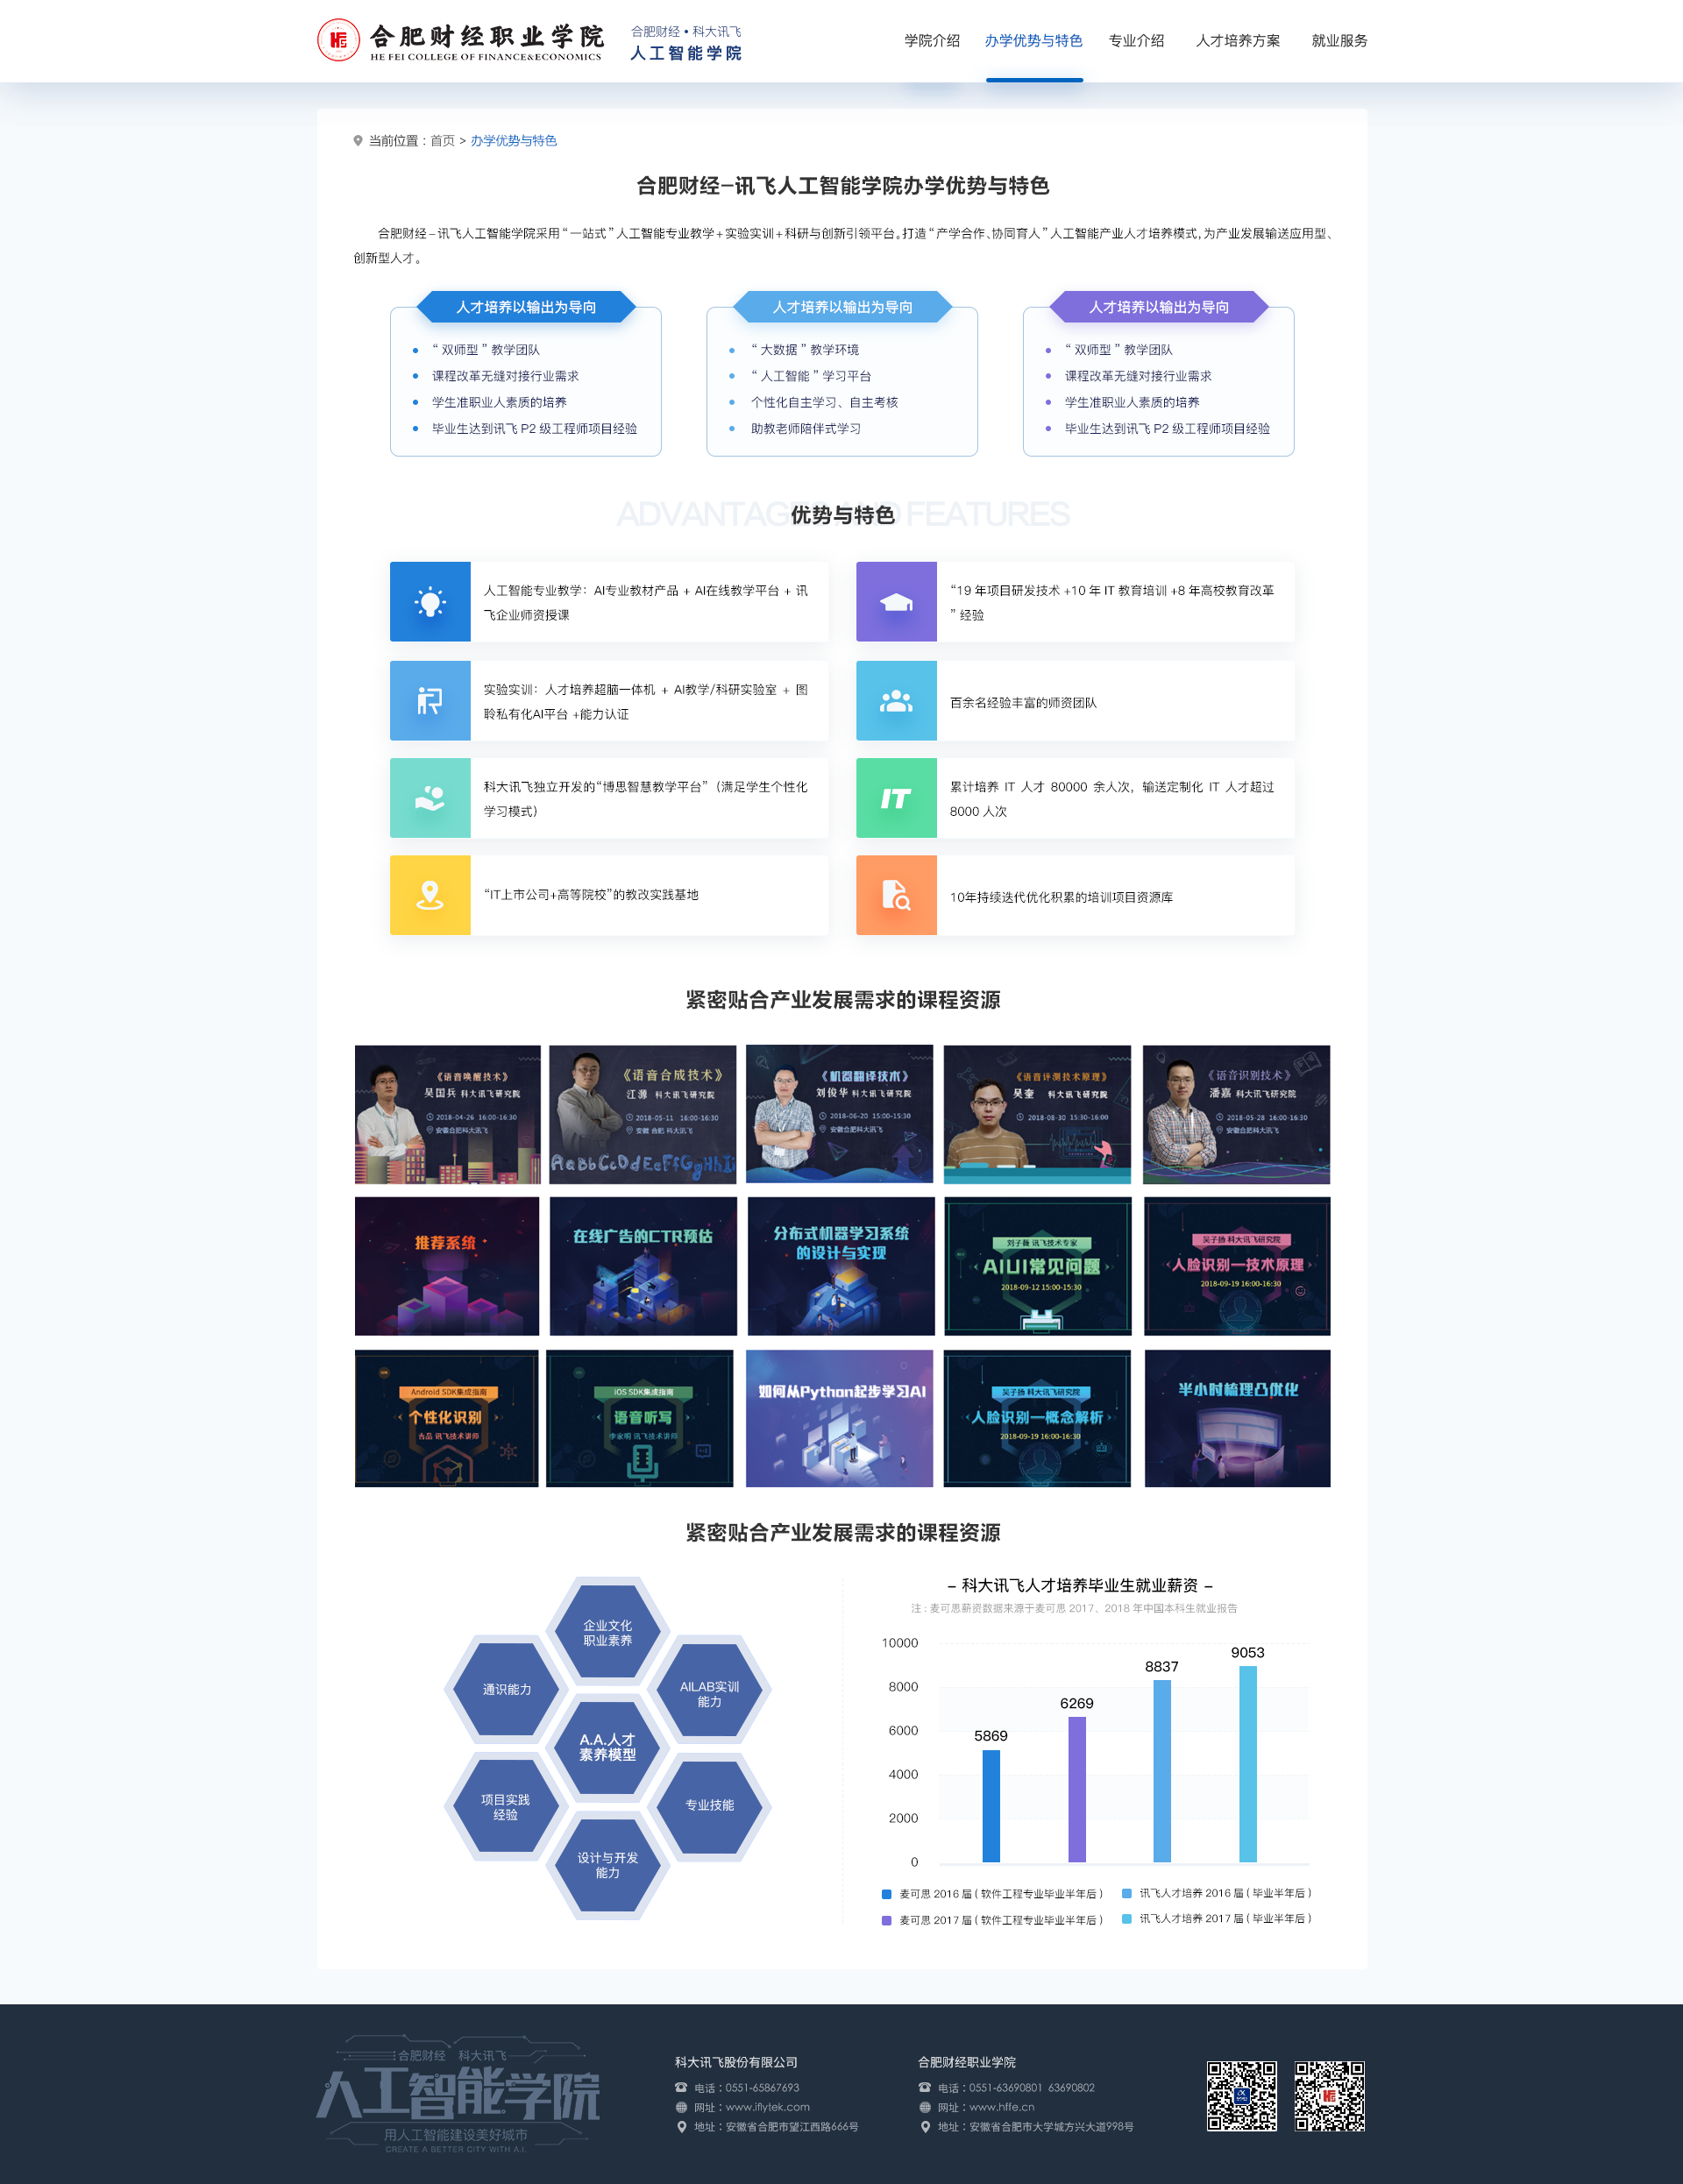 合肥财经职业学院
HE FEI COLLEGE OF FINANCE&ECONOMICS
合肥财经•科大讯飞
人工智能学院
学院介绍
办学优势与特色
专业介绍
人才培养方案
就业服务
当前位置：首页 > 办学优势与特色
合肥财经-讯飞人工智能学院办学优势与特色
合肥财经-讯飞人工智能学院采用“一站式”人工智能专业教学+实验实训+科研与创新引领平台。打造“产学合作、协同育人”人工智能产业人才培养模式，为产业发展输送应用型、
创新型人才。
人才培养以输出为导向
“双师型”教学团队
课程改革无缝对接行业需求
学生准职业人素质的培养
毕业生达到讯飞 P2 级工程师项目经验
人才培养以输出为导向
“大数据”教学环境
“人工智能”学习平台
个性化自主学习、自主考核
助教老师陪伴式学习
人才培养以输出为导向
“双师型”教学团队
课程改革无缝对接行业需求
学生准职业人素质的培养
毕业生达到讯飞 P2 级工程师项目经验
ADVANTAGES AND FEATURES
优势与特色
人工智能专业教学：AI专业教材产品 + AI在线教学平台 + 讯
飞企业师资授课
“19 年项目研发技术 +10 年 IT 教育培训 +8 年高校教育改革
”经验
实验实训：人才培养超脑一体机 + AI教学/科研实验室 + 图
聆私有化AI平台 +能力认证
百余名经验丰富的师资团队
科大讯飞独立开发的“博思智慧教学平台”（满足学生个性化
学习模式）
IT
累计培养 IT 人才 80000 余人次，输送定制化 IT 人才超过
8000 人次
“IT上市公司+高等院校”的教改实践基地
10年持续迭代优化积累的培训项目资源库
紧密贴合产业发展需求的课程资源
《语音唤醒技术》
吴国兵 科大讯飞研究院
2018-04-26 16:00-16:30
安徽合肥科大讯飞
《语音合成技术》
江源 科大讯飞研究院
2018-05-11 16:00-16:30
安徽 合肥 科大讯飞
AaBbCcDdEeFfGgHhIi
《机器翻译技术》
刘俊华 科大讯飞研究院
2018-06-20 15:00-15:30
安徽合肥科大讯飞
《语音评测技术原理》
吴奎 科大讯飞研究院
2018-08-30 15:30-16:00
《语音识别技术》
潘嘉 科大讯飞研究院
2018-05-28 16:00-16:30
安徽合肥科大讯飞
推荐系统
在线广告的CTR预估
分布式机器学习系统
的设计与实现
刘子薇 讯飞技术专家
AIUI常见问题
2018-09-12 15:00-15:30
吴子扬 科大讯飞研究院
人脸识别—技术原理
2018-09-19 16:00-16:30
Android SDK集成指南
个性化识别
古品 讯飞技术讲师
iOS SDK集成指南
语音听写
李家明 讯飞技术讲师
如何从Python起步学习AI
吴子扬 科大讯飞研究院
人脸识别—概念解析
2018-09-19 16:00-16:30
半小时梳理凸优化
紧密贴合产业发展需求的课程资源
企业文化
职业素养
通识能力
AILAB实训
能力
A.A.人才
素养模型
项目实践
经验
专业技能
设计与开发
能力
- 科大讯飞人才培养毕业生就业薪资 -
注：麦可思薪资数据来源于麦可思 2017、2018 年中国本科生就业报告
10000
8000
6000
4000
2000
0
5869
6269
8837
9053
麦可思 2016 届 ( 软件工程专业毕业半年后 )
讯飞人才培养 2016 届 ( 毕业半年后 )
麦可思 2017 届 ( 软件工程专业毕业半年后 )
讯飞人才培养 2017 届 ( 毕业半年后 )
合肥财经 科大讯飞
人工智能学院
用人工智能建设美好城市
CREATE A BETTER CITY WITH A.I.
科大讯飞股份有限公司
电话：0551-65867693
网址：www.iflytek.com
地址：安徽省合肥市望江西路666号
合肥财经职业学院
电话：0551-63690801 63690802
网址：www.hffe.cn
地址：安徽省合肥市大学城方兴大道998号